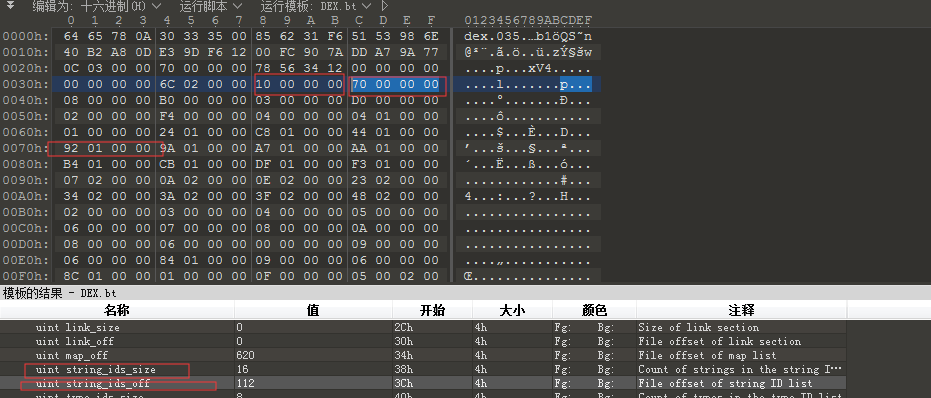 编辑为: 十六进制(H) 运行脚本 运行模板: DEX.bt
0 1 2 3 4 5 6 7 8 9 A B C D E F 0123456789ABCDEF
0000h: 64 65 78 0A 30 33 35 00 85 62 31 F6 51 53 98 6E dex.035.…b1öQS˜n
0010h: 40 B2 A8 0D E3 9D F6 12 00 FC 90 7A DD A7 9A 77 @²¨.ã.ö..ü.zݧšw
0020h: 0C 03 00 00 70 00 00 00 78 56 34 12 00 00 00 00 ....p...xV4.....
0030h: 00 00 00 00 6C 02 00 00 10 00 00 00 70 00 00 00 ....l.......p...
0040h: 08 00 00 00 B0 00 00 00 03 00 00 00 D0 00 00 00 ....°.......Ð...
0050h: 02 00 00 00 F4 00 00 00 04 00 00 00 04 01 00 00 ....ô...........
0060h: 01 00 00 00 24 01 00 00 C8 01 00 00 44 01 00 00 ....$...È...D...
0070h: 92 01 00 00 9A 01 00 00 A7 01 00 00 AA 01 00 00 ’...š...§...ª...
0080h: B4 01 00 00 CB 01 00 00 DF 01 00 00 F3 01 00 00 ´...Ë...ß...ó...
0090h: 07 02 00 00 0A 02 00 00 0E 02 00 00 23 02 00 00 ............#...
00A0h: 34 02 00 00 3A 02 00 00 3F 02 00 00 48 02 00 00 4...:...?...H...
00B0h: 02 00 00 00 03 00 00 00 04 00 00 00 05 00 00 00 ................
00C0h: 06 00 00 00 07 00 00 00 08 00 00 00 0A 00 00 00 ................
00D0h: 08 00 00 00 06 00 00 00 00 00 00 00 09 00 00 00 ................
00E0h: 06 00 00 00 84 01 00 00 09 00 00 00 06 00 00 00 ....„...........
00F0h: 8C 01 00 00 01 00 00 00 0F 00 00 00 05 00 02 00 Œ...............
模板的结果 - DEX.bt
名称 值 开始 大小 颜色 注释
uint link_size 0 2Ch 4h Fg: Bg: Size of link section
uint link_off 0 30h 4h Fg: Bg: File offset of link section
uint map_off 620 34h 4h Fg: Bg: File offset of map list
uint string_ids_size 16 38h 4h Fg: Bg: Count of strings in the string I⋯
uint string_ids_off 112 3Ch 4h Fg: Bg: File offset of string ID list